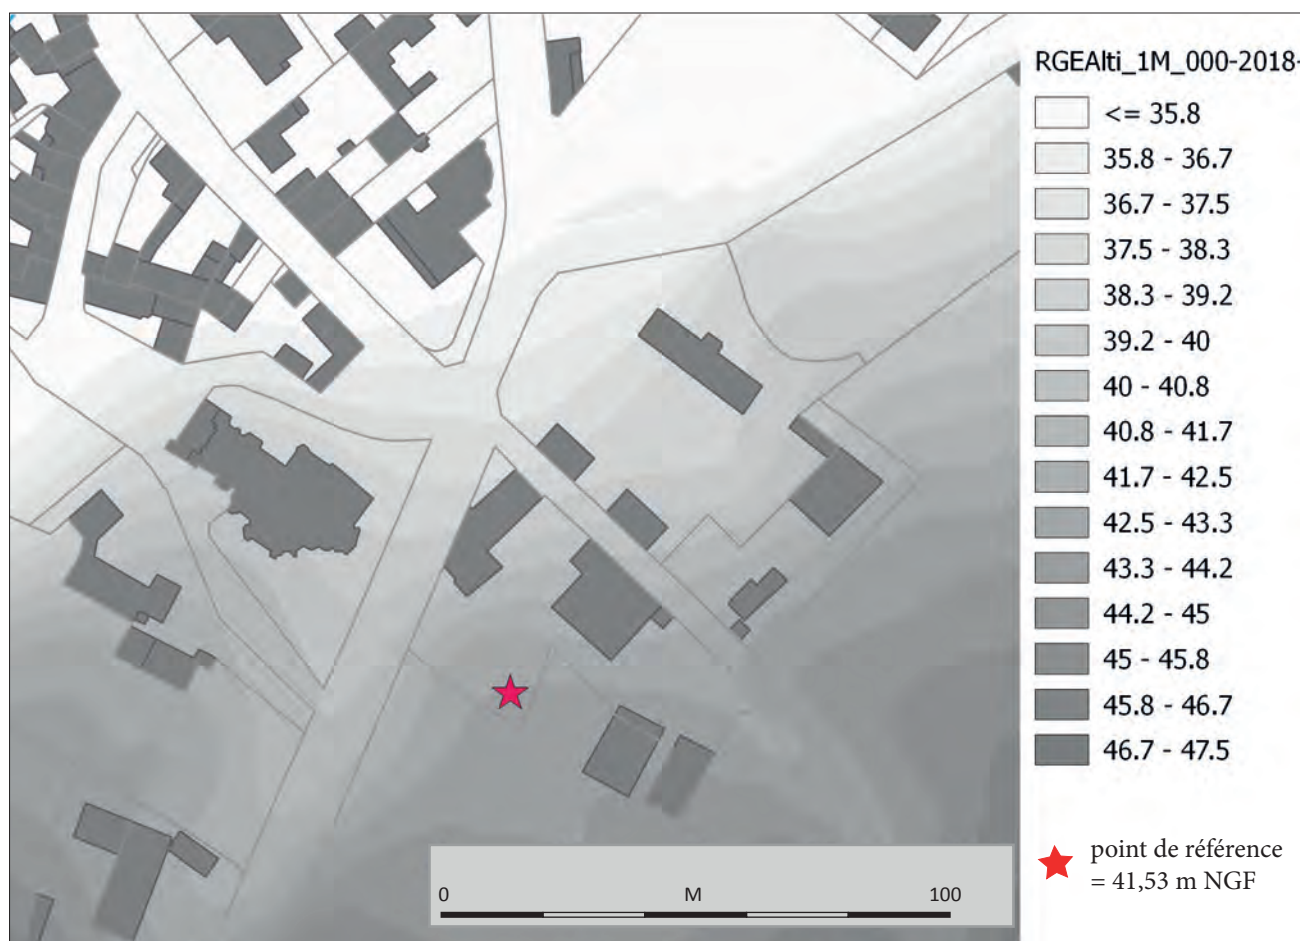 RGEAlti_1M_000-2018-
<= 35.8
35.8 - 36.7
36.7 - 37.5
37.5 - 38.3
38.3 - 39.2
39.2 - 40
40 - 40.8
40.8 - 41.7
41.7 - 42.5
42.5 - 43.3
43.3 - 44.2
44.2 - 45
45 - 45.8
45.8 - 46.7
46.7 - 47.5
point de référence
= 41,53 m NGF
0 M 100